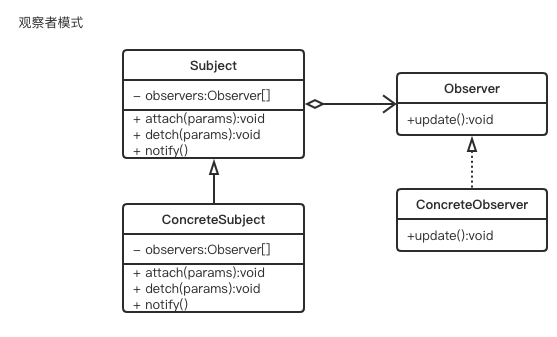 观察者模式
Subject
- observers:Observer[]
+ attach(params):void
+ detch(params):void
+ notify()
Observer
+update():void
ConcreteSubject
- observers:Observer[]
+ attach(params):void
+ detch(params):void
+ notify()
ConcreteObserver
+update():void